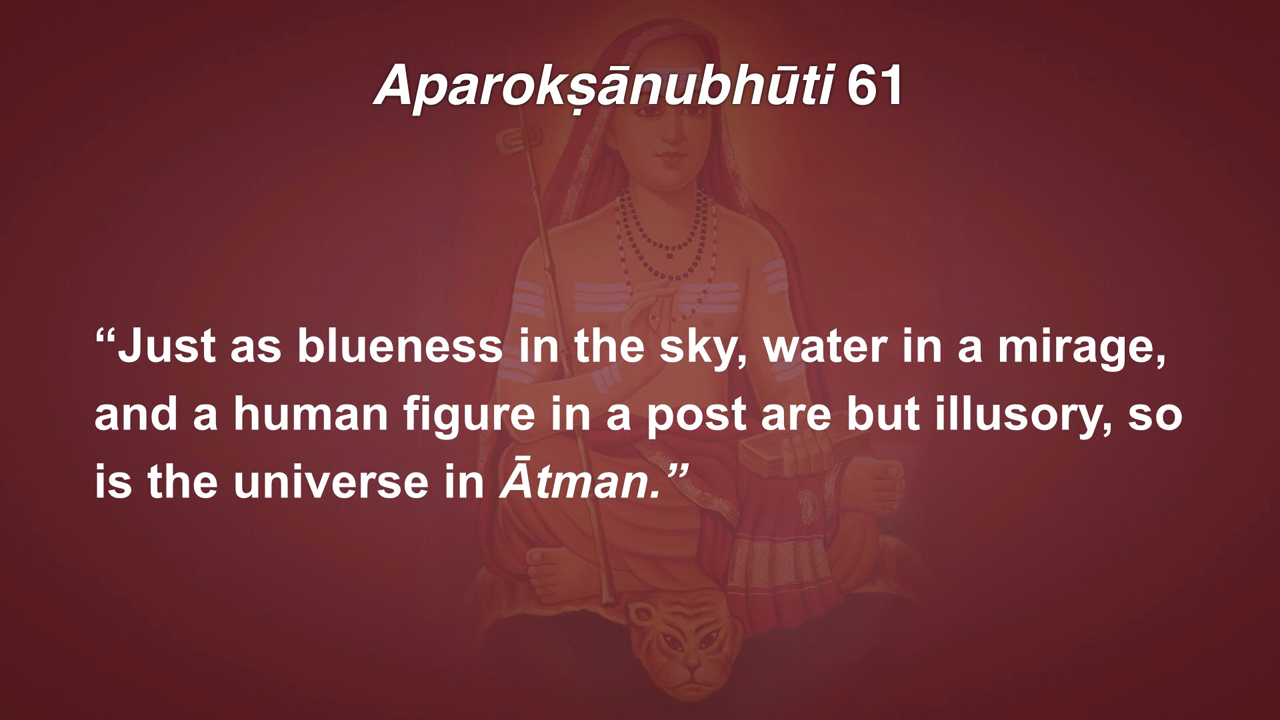 Aparokṣānubhūti 61
“Just as blueness in the sky, water in a mirage,
and a human figure in a post are but illusory, so
is the universe in Ātman.”